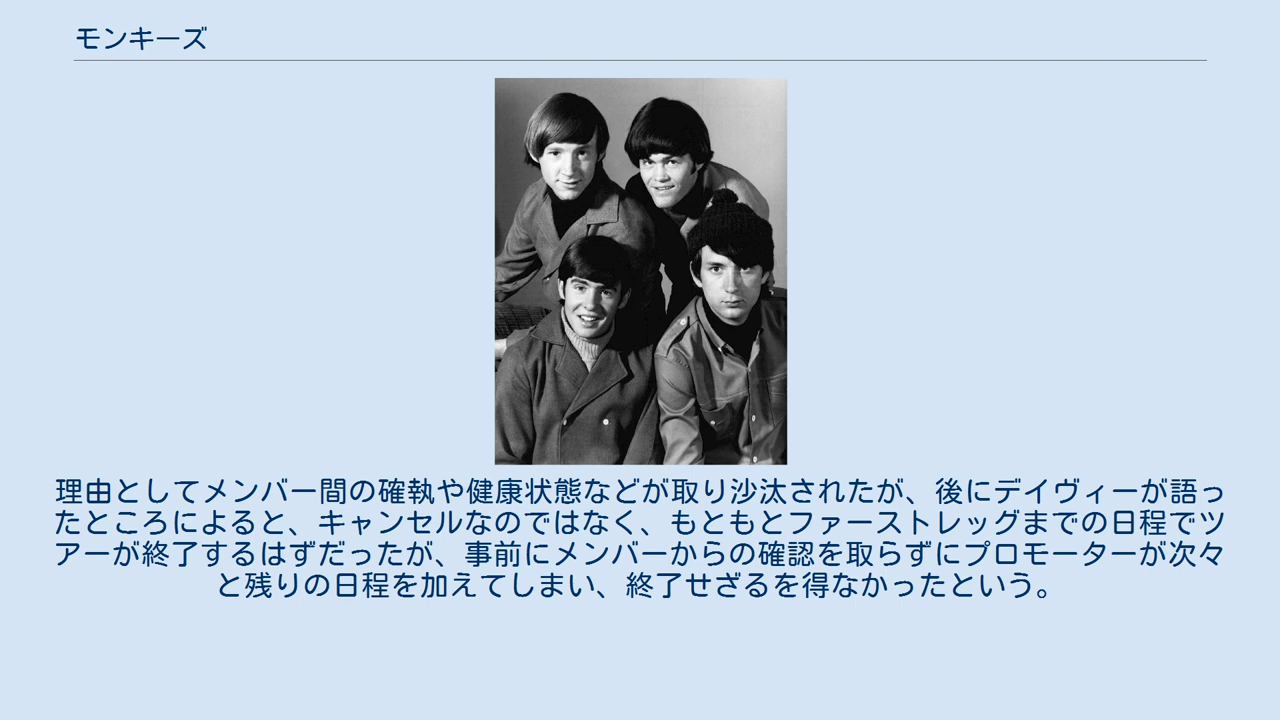 モンキーズ
理由としてメンバー間の確執や健康状態などが取り沙汰されたが、後にデイヴィーが語っ
たところによると、キャンセルなのではなく、もともとファーストレッグまでの日程でツ
アーが終了するはずだったが、事前にメンバーからの確認を取らずにプロモーターが次々
と残りの日程を加えてしまい、終了せざるを得なかったという。